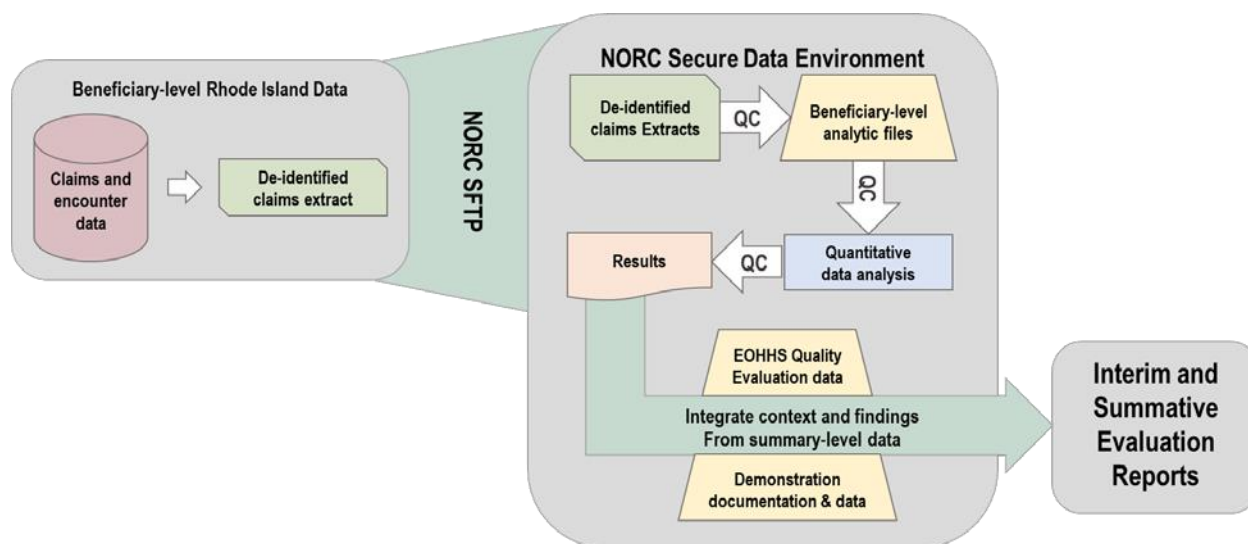 Beneficiary-level Rhode Island Data
Claims and
encounter
data
De-identified
claims extract
NORC SFTP
NORC Secure Data Environment
De-identified
claims Extracts
QC
Beneficiary-level
analytic files
QC
Quantitative
data analysis
QC
Results
EOHHS Quality
Evaluation data
Integrate context and findings
From summary-level data
Demonstration
documentation & data
Interim and
Summative
Evaluation
Reports